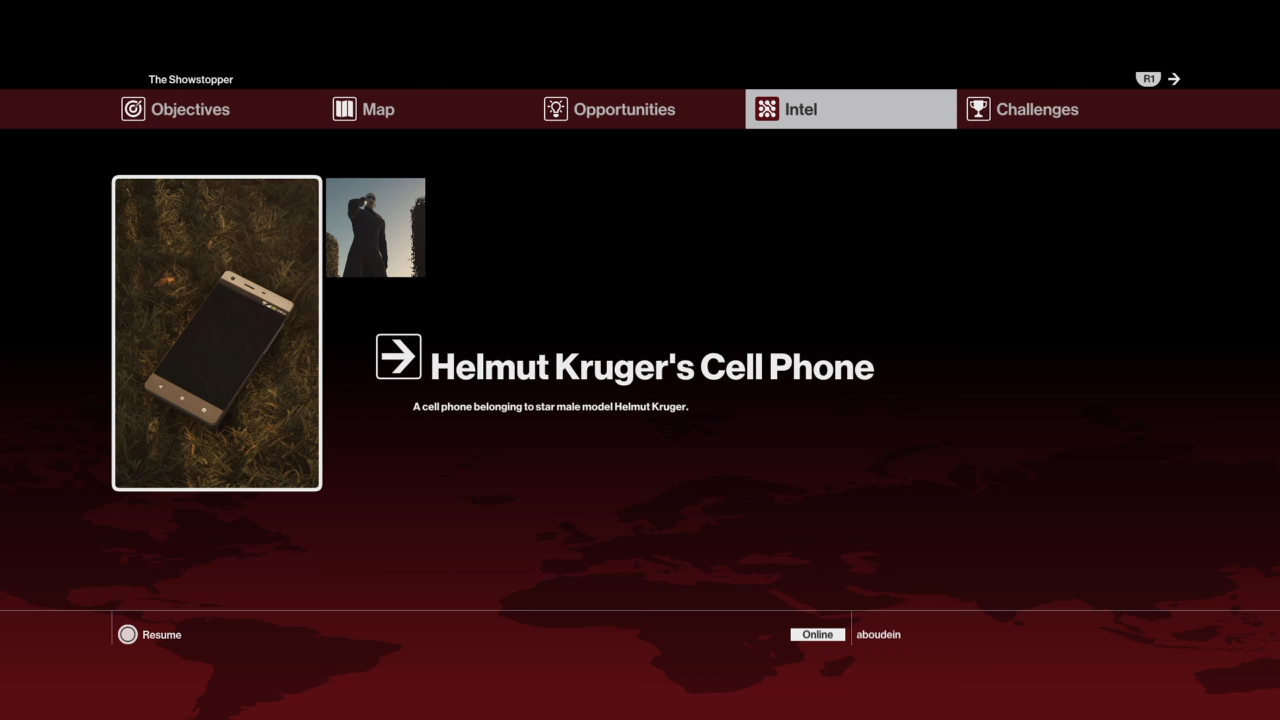 The Showstopper
R1
Objectives
Map
Opportunities
Intel
Challenges
Helmut Kruger's Cell Phone
A cell phone belonging to star male model Helmut Kruger.
Resume
Online
aboudein